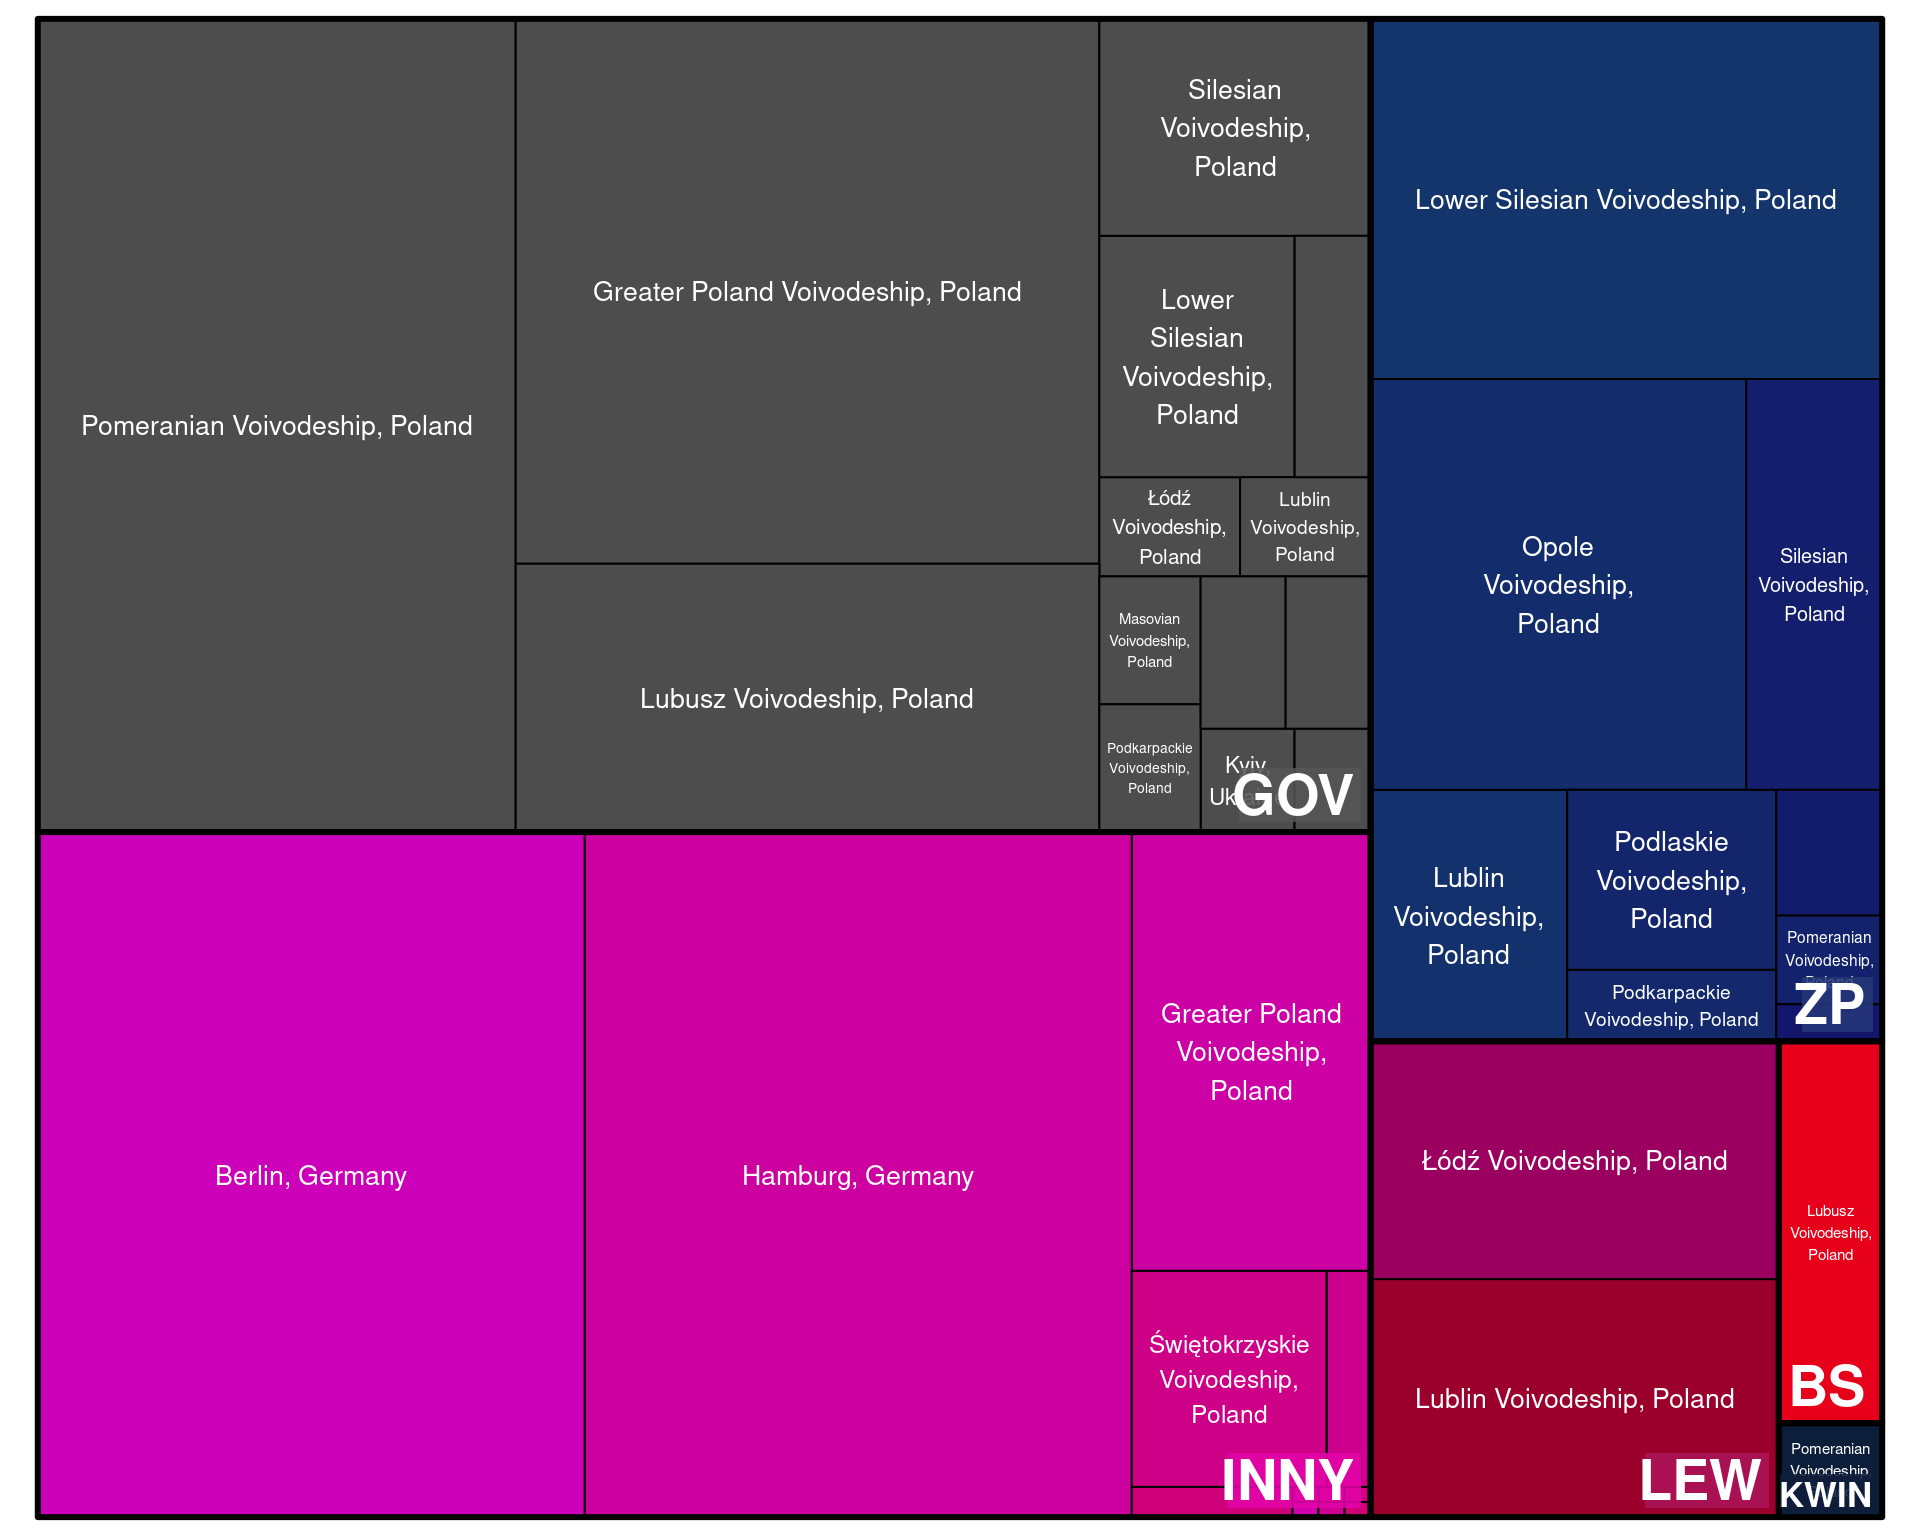 Pomeranian Voivodeship, Poland
Greater Poland Voivodeship, Poland
Lubusz Voivodeship, Poland
Silesian
Voivodeship,
Poland
Lower
Silesian
Voivodeship,
Poland
Łódź
Voivodeship,
Poland
Lublin
Voivodeship,
Poland
Masovian
Voivodeship,
Poland
Podkarpackie
Voivodeship,
Poland
Kyiv,
GOV
Berlin, Germany
Hamburg, Germany
Greater Poland
Voivodeship,
Poland
Świętokrzyskie
Voivodeship,
Poland
INNY
Lower Silesian Voivodeship, Poland
Opole
Voivodeship,
Poland
Silesian
Voivodeship,
Poland
Lublin
Voivodeship,
Poland
Podlaskie
Voivodeship,
Poland
Podkarpackie
Voivodeship, Poland
Pomeranian
Voivodeship,
ZP
Łódź Voivodeship, Poland
Lublin Voivodeship, Poland
LEW
Lubusz
Voivodeship,
Poland
BS
Pomeranian
Voivodeship,
KWIN